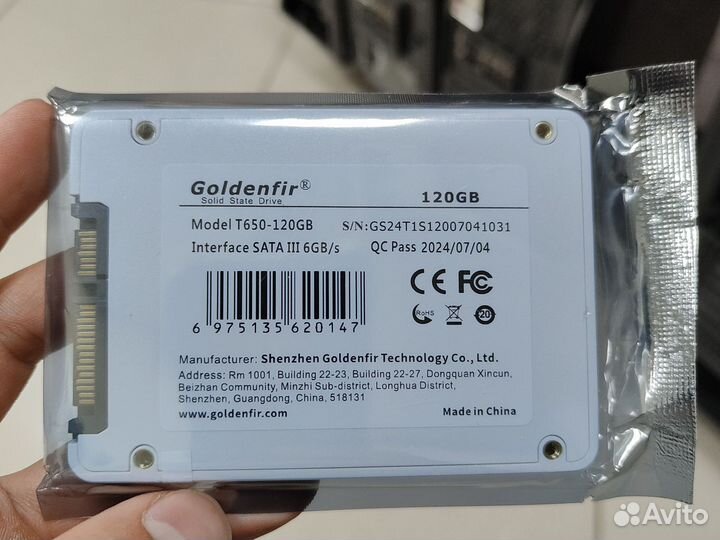 Goldenfir®
Solid State Drive
120GB
Model T650-120GB
S/N:GS24T1S12007041031
Interface SATA III 6GB/s
QC Pass 2024/07/04
CE FC
RoHS
20
6 975135 620147
Manufacturer: Shenzhen Goldenfir Technology Co., Ltd.
Address: Rm 1001, Building 22-23, Building 22-27, Dongquan Xincun,
Beizhan Community, Minzhi Sub-district, Longhua District,
Shenzhen, Guangdong, China, 518131
www.goldenfir.com
Made in China
Avito